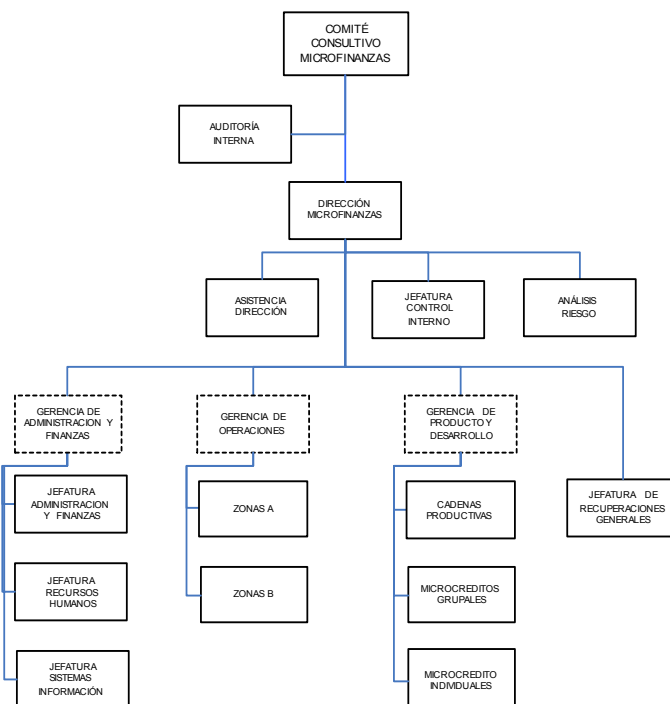 COMITÉ
CONSULTIVO
MICROFINANZAS
AUDITORÍA
INTERNA
DIRECCIÓN
MICROFINANZAS
ASISTENCIA
DIRECCIÓN
JEFATURA
CONTROL
INTERNO
ANÁLISIS
RIESGO
GERENCIA DE
ADMINISTRACION Y
FINANZAS
GERENCIA DE
OPERACIONES
GERENCIA DE
PRODUCTO Y
DESARROLLO
JEFATURA
ADMINISTRACION
Y FINANZAS
ZONAS A
CADENAS
PRODUCTIVAS
JEFATURA DE
RECUPERACIONES
GENERALES
JEFATURA
RECURSOS
HUMANOS
ZONAS B
MICROCREDITOS
GRUPALES
JEFATURA
SISTEMAS
INFORMACIÓN
MICROCREDITO
INDIVIDUALES